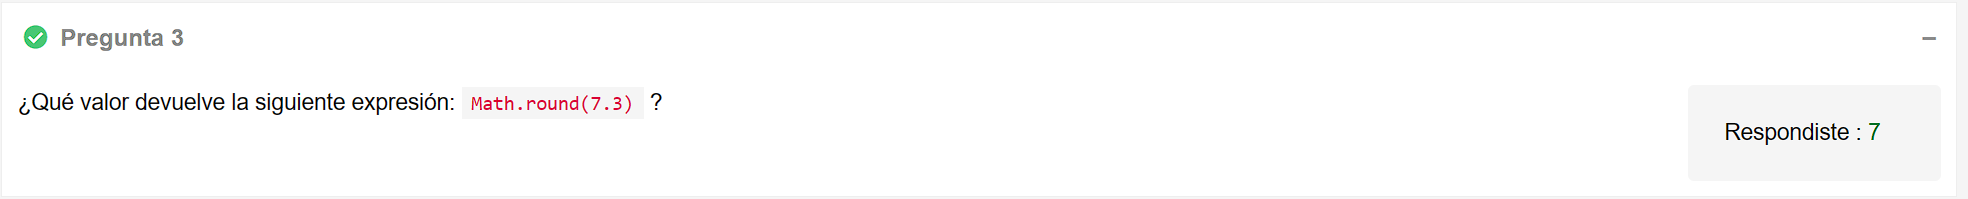 Pregunta 3
¿Qué valor devuelve la siguiente expresión: Math.round(7.3) ?
Respondiste : 7